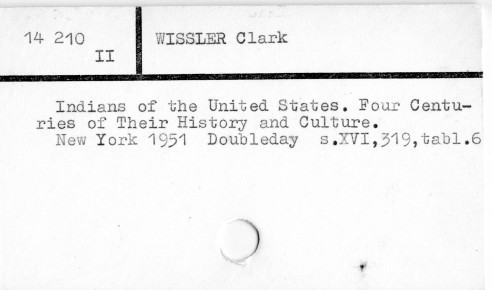 14 210
II
WISSLER Clark
Indians of the United States. Four Centu-
ries of Their History and Culture.
New York 1951 Doubleday s.XVI,319,tabl.6